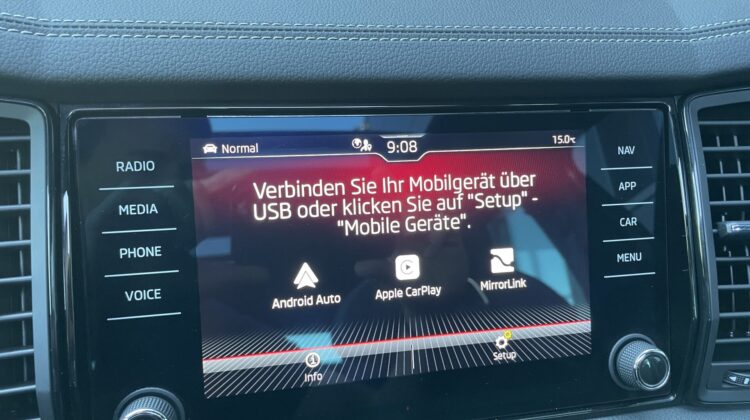 RADIO
MEDIA
PHONE
VOICE
Normal
9:08
15.0°C
Verbinden Sie Ihr Mobilgerät über
USB oder klicken Sie auf "Setup" -
"Mobile Geräte".
Android Auto
Apple CarPlay
MirrorLink
Info
Setup
NAV
APP
CAR
MENU